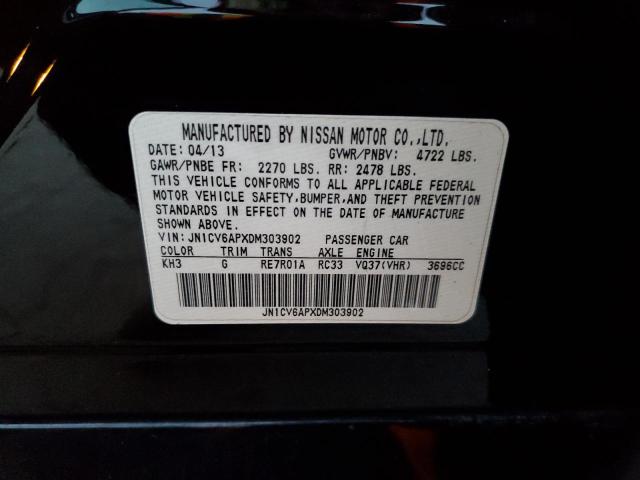 MANUFACTURED BY NISSAN MOTOR CO.,LTD.
DATE: 04/13 GVWR/PNBV: 4722 LBS.
GAWR/PNBE FR: 2270 LBS. RR: 2478 LBS.
THIS VEHICLE CONFORMS TO ALL APPLICABLE FEDERAL
MOTOR VEHICLE SAFETY,BUMPER,AND THEFT PREVENTION
STANDARDS IN EFFECT ON THE DATE OF MANUFACTURE
SHOWN ABOVE.
VIN: JN1CV6APXDM303902 PASSENGER CAR
COLOR TRIM TRANS AXLE ENGINE
KH3 G RE7R01A RC33 VQ37(VHR) 3696CC
JN1CV6APXDM303902